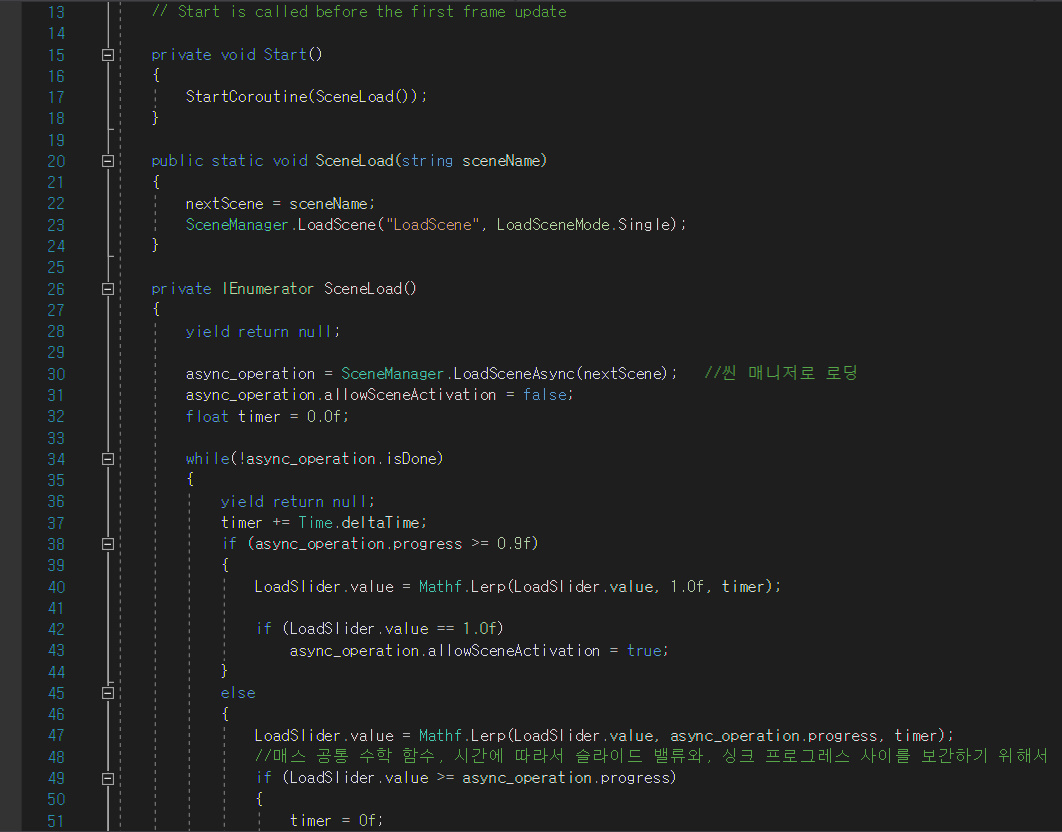 13 // Start is called before the first frame update
14
15 private void Start()
16 {
17 StartCoroutine(SceneLoad());
18 }
19
20 public static void SceneLoad(string sceneName)
21 {
22 nextScene = sceneName;
23 SceneManager.LoadScene("LoadScene", LoadSceneMode.Single);
24 }
25
26 private IEnumerator SceneLoad()
27 {
28 yield return null;
29
30 async_operation = SceneManager.LoadSceneAsync(nextScene); //씬 매니저로 로딩
31 async_operation.allowSceneActivation = false;
32 float timer = 0.0f;
33
34 while(!async_operation.isDone)
35 {
36 yield return null;
37 timer += Time.deltaTime;
38 if (async_operation.progress >= 0.9f)
39 {
40 LoadSlider.value = Mathf.Lerp(LoadSlider.value, 1.0f, timer);
41
42 if (LoadSlider.value == 1.0f)
43 async_operation.allowSceneActivation = true;
44 }
45 else
46 {
47 LoadSlider.value = Mathf.Lerp(LoadSlider.value, async_operation.progress, timer);
48 //매스 공통 수학 함수, 시간에 따라서 슬라이드 밸류와, 싱크 프로그레스 사이를 보간하기 위해서
49 if (LoadSlider.value >= async_operation.progress)
50 {
51 timer = 0f;